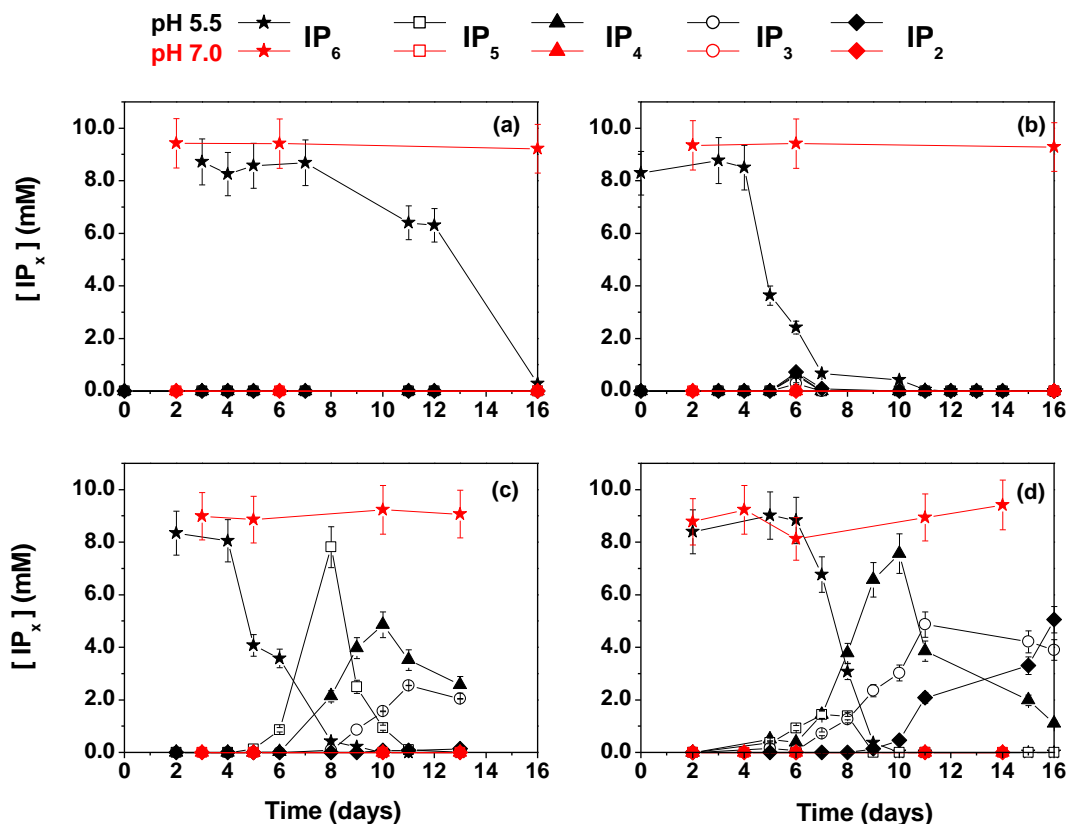 pH 5.5 IP6 IP5 IP4 IP3 IP2
pH 7.0
(a) (b)
10.0 10.0
8.0 8.0
6.0 6.0
4.0 4.0
2.0 2.0
0.0 0.0
[ IPx ] (mM)
0 2 4 6 8 10 12 14 16 0 2 4 6 8 10 12 14 16
(c) (d)
10.0 10.0
8.0 8.0
6.0 6.0
4.0 4.0
2.0 2.0
0.0 0.0
[ IPx ] (mM)
0 2 4 6 8 10 12 14 16 0 2 4 6 8 10 12 14 16
Time (days) Time (days)